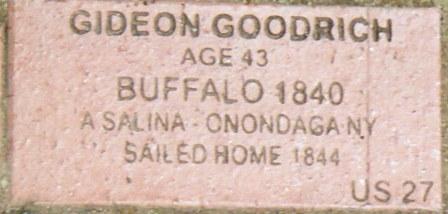 GIDEON GOODRICH
AGE 43
BUFFALO 1840
A SALINA - ONONDAGA NY
SAILED HOME 1844
US 27